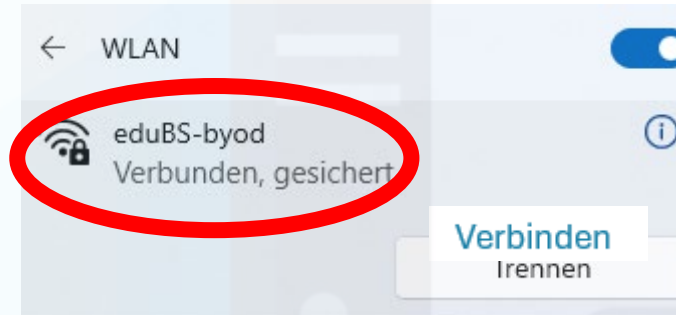 WLAN
eduBS-byod
Verbunden, gesichert
Verbinden
Trennen